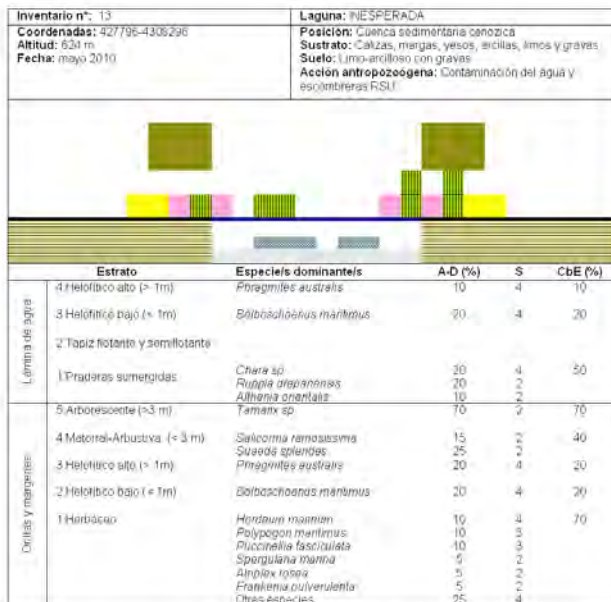 Inventario nº: 13
Laguna: INESPERADA
Coordenadas: 427796-4308296
Altitud: 624 m
Fecha: mayo 2010
Posición: Cuenca sedimentaria cenozica
Sustrato: Calizas, margas, yesos, arcillas, limos y gravas
Suelo: Limo-arcilloso con gravas
Acción antropozoógena: Contaminación del agua y
escombreras RSU
Estrato Especie/s dominante/s A-D (%) S CbE (%)
Lámina de agua
4.Helofítico alto (> 1m) Phragmites australis 10 4 10
3.Helofítico bajo (< 1m) Bolboschoenus maritimus 20 4 20
2.Tapiz flotante y semiflotante
1.Praderas sumergidas Chara sp 20 4 50
Ruppia drepanensis 20 2
Althenia orientalis 10 2
Orillas y márgenes
5.Arborescente (>3 m) Tamarix sp 70 2 70
4.Matorral-Arbustiva (< 3 m) Salicornia ramosissima 15 2 40
Suaeda splendes 25 2
3.Helofítico alto (> 1m) Phragmites australis 20 4 20
2.Helofítico bajo (< 1m) Bolboschoenus maritimus 20 4 20
1.Herbáceo Hordeum marinum 10 4 70
Polypogon maritimus 10 3
Puccinellia fasciculata 10 3
Spergularia marina 5 2
Atriplex rosea 5 2
Frankenia pulverulenta 5 2
Otras especies 25 4